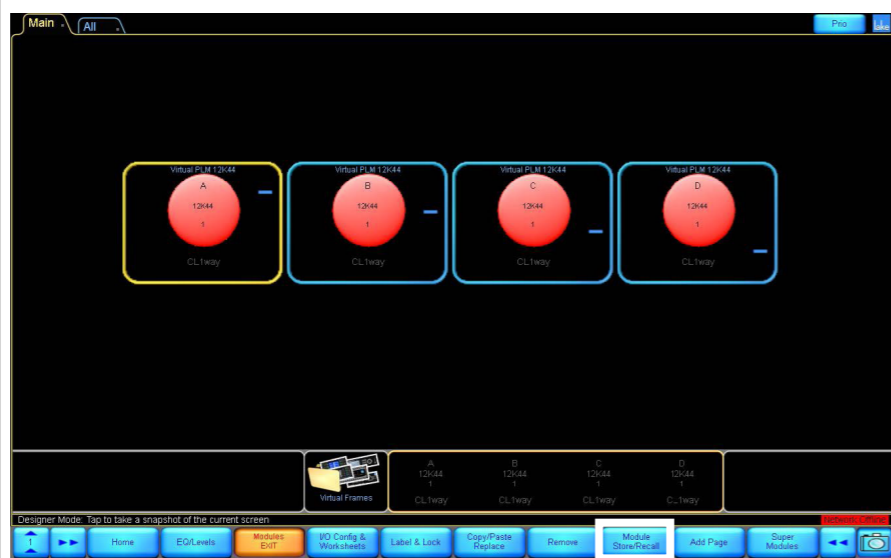 Main
All
Prio
lake
Virtual PLM 12K44
A
12K44
1
CL1way
Virtual PLM 12K44
B
12K44
1
CL1way
Virtual PLM 12K44
C
12K44
1
CL1way
Virtual PLM 12K44
D
12K44
1
CL1way
Virtual Frames
A
12K44
1
CL1way
B
12K44
1
CL1way
C
12K44
1
CL1way
D
12K44
1
C_1way
Designer Mode: Tap to take a snapshot of the current screen
Network Offline
1
Home
EQ/Levels
Modules
EXIT
I/O Config &
Worksheets
Label & Lock
Copy/Paste
Replace
Remove
Module
Store/Recall
Add Page
Super
Modules